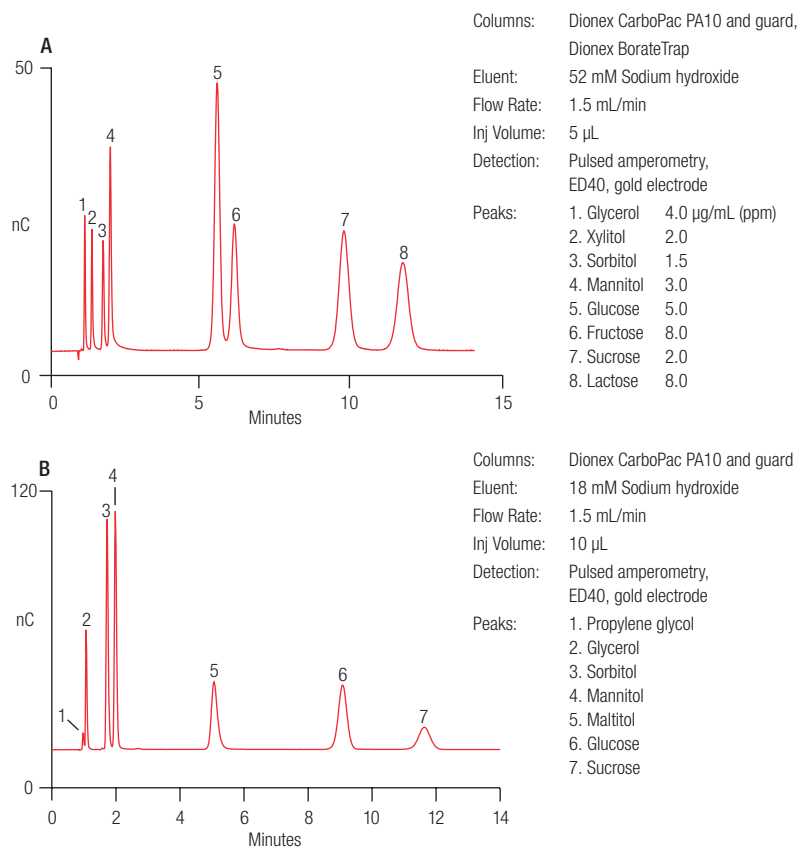 A
50
nC
0
1
2
3
4
5
6
7
8
0 5 10 15
Minutes
Columns: Dionex CarboPac PA10 and guard,
Dionex BorateTrap
Eluent: 52 mM Sodium hydroxide
Flow Rate: 1.5 mL/min
Inj Volume: 5 µL
Detection: Pulsed amperometry,
ED40, gold electrode
Peaks: 1. Glycerol 4.0 µg/mL (ppm)
2. Xylitol 2.0
3. Sorbitol 1.5
4. Mannitol 3.0
5. Glucose 5.0
6. Fructose 8.0
7. Sucrose 2.0
8. Lactose 8.0
B
120
nC
0
1
2
3
4
5
6
7
0 2 4 6 8 10 12 14
Minutes
Columns: Dionex CarboPac PA10 and guard
Eluent: 18 mM Sodium hydroxide
Flow Rate: 1.5 mL/min
Inj Volume: 10 µL
Detection: Pulsed amperometry,
ED40, gold electrode
Peaks: 1. Propylene glycol
2. Glycerol
3. Sorbitol
4. Mannitol
5. Maltitol
6. Glucose
7. Sucrose